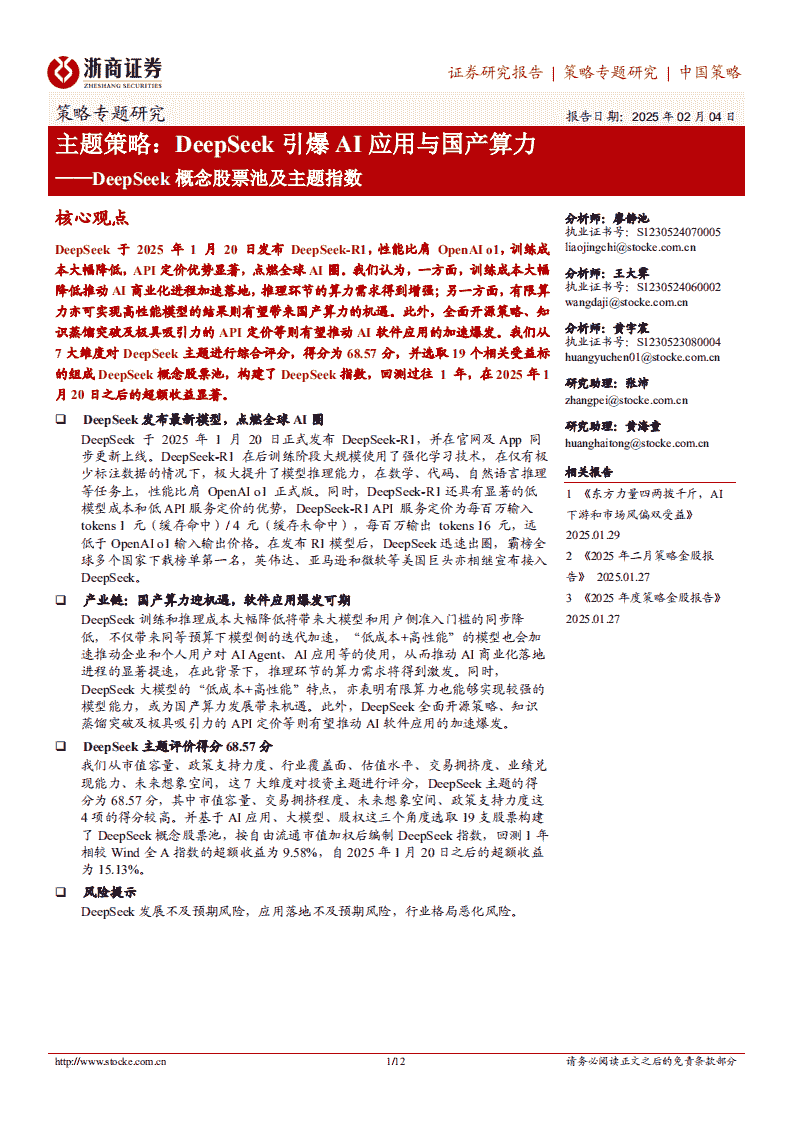 浙商证券
ZHESHANG SECURITIES
证券研究报告 | 策略专题研究 | 中国策略
策略专题研究
报告日期：2025 年 02 月 04 日
主题策略：DeepSeek 引爆 AI 应用与国产算力
——DeepSeek 概念股票池及主题指数
核心观点
DeepSeek 于 2025 年 1 月 20 日发布 DeepSeek-R1，性能比肩 OpenAI o1，训练成
本大幅降低，API 定价优势显著，点燃全球 AI 圈。我们认为，一方面，训练成本大幅
降低推动 AI 商业化进程加速落地，推理环节的算力需求得到增强；另一方面，有限算
力亦可实现高性能模型的结果则有望带来国产算力的机遇。此外，全面开源策略、知
识蒸馏突破及极具吸引力的 API 定价等则有望推动 AI 软件应用的加速爆发。我们从
7 大维度对 DeepSeek 主题进行综合评分，得分为 68.57 分，并选取 19 个相关受益标
的组成 DeepSeek 概念股票池，构建了 DeepSeek 指数，回测过往 1 年，在 2025 年 1
月 20 日之后的超额收益显著。
❑ DeepSeek 发布最新模型，点燃全球 AI 圈
DeepSeek 于 2025 年 1 月 20 日正式发布 DeepSeek-R1，并在官网及 App 同
步更新上线。DeepSeek-R1 在后训练阶段大规模使用了强化学习技术，在仅有极
少标注数据的情况下，极大提升了模型推理能力，在数学、代码、自然语言推理
等任务上，性能比肩 OpenAI o1 正式版。同时，DeepSeek-R1 还具有显著的低
模型成本和低 API 服务定价的优势，DeepSeek-R1 API 服务定价为每百万输入
tokens 1 元（缓存命中）/ 4 元（缓存未命中），每百万输出 tokens 16 元，远
低于 OpenAI o1 输入输出价格。在发布 R1 模型后，DeepSeek 迅速出圈，霸榜全
球多个国家下载榜单第一名，英伟达、亚马逊和微软等美国巨头亦相继宣布接入
DeepSeek。
❑ 产业链：国产算力迎机遇，软件应用爆发可期
DeepSeek 训练和推理成本大幅降低将带来大模型和用户侧准入门槛的同步降
低，不仅带来同等预算下模型侧的迭代加速，“低成本+高性能”的模型也会加
速推动企业和个人用户对 AI Agent、AI 应用等的使用，从而推动 AI 商业化落地
进程的显著提速，在此背景下，推理环节的算力需求将得到激发。同时，
DeepSeek 大模型的“低成本+高性能”特点，亦表明有限算力也能够实现较强的
模型能力，或为国产算力发展带来机遇。此外，DeepSeek 全面开源策略、知识
蒸馏突破及极具吸引力的 API 定价等则有望推动 AI 软件应用的加速爆发。
❑ DeepSeek 主题评价得分 68.57 分
我们从市值容量、政策支持力度、行业覆盖面、估值水平、交易拥挤度、业绩兑
现能力、未来想象空间，这 7 大维度对投资主题进行评分，DeepSeek 主题的得
分为 68.57 分，其中市值容量、交易拥挤程度、未来想象空间、政策支持力度这
4 项的得分较高。并基于 AI 应用、大模型、股权这三个角度选取 19 支股票构建
了 DeepSeek 概念股票池，按自由流通市值加权后编制 DeepSeek 指数，回测 1 年
相较 Wind 全 A 指数的超额收益为 9.58%，自 2025 年 1 月 20 日之后的超额收益
为 15.13%。
❑ 风险提示
DeepSeek 发展不及预期风险，应用落地不及预期风险，行业格局恶化风险。
分析师：廖静池
执业证书号：S1230524070005
liaojingchi@stocke.com.cn
分析师：王大霁
执业证书号：S1230524060002
wangdaji@stocke.com.cn
分析师：黄宇宸
执业证书号：S1230523080004
huangyuchen01@stocke.com.cn
研究助理：张沛
zhangpei@stocke.com.cn
研究助理：黄海童
huanghaitong@stocke.com.cn
相关报告
1 《东方力量四两拨千斤，AI
下游和市场风偏双受益》
2025.01.29
2 《2025 年二月策略金股报
告》 2025.01.27
3 《2025 年度策略金股报告》
2025.01.27
http://www.stocke.com.cn
1/12
请务必阅读正文之后的免责条款部分